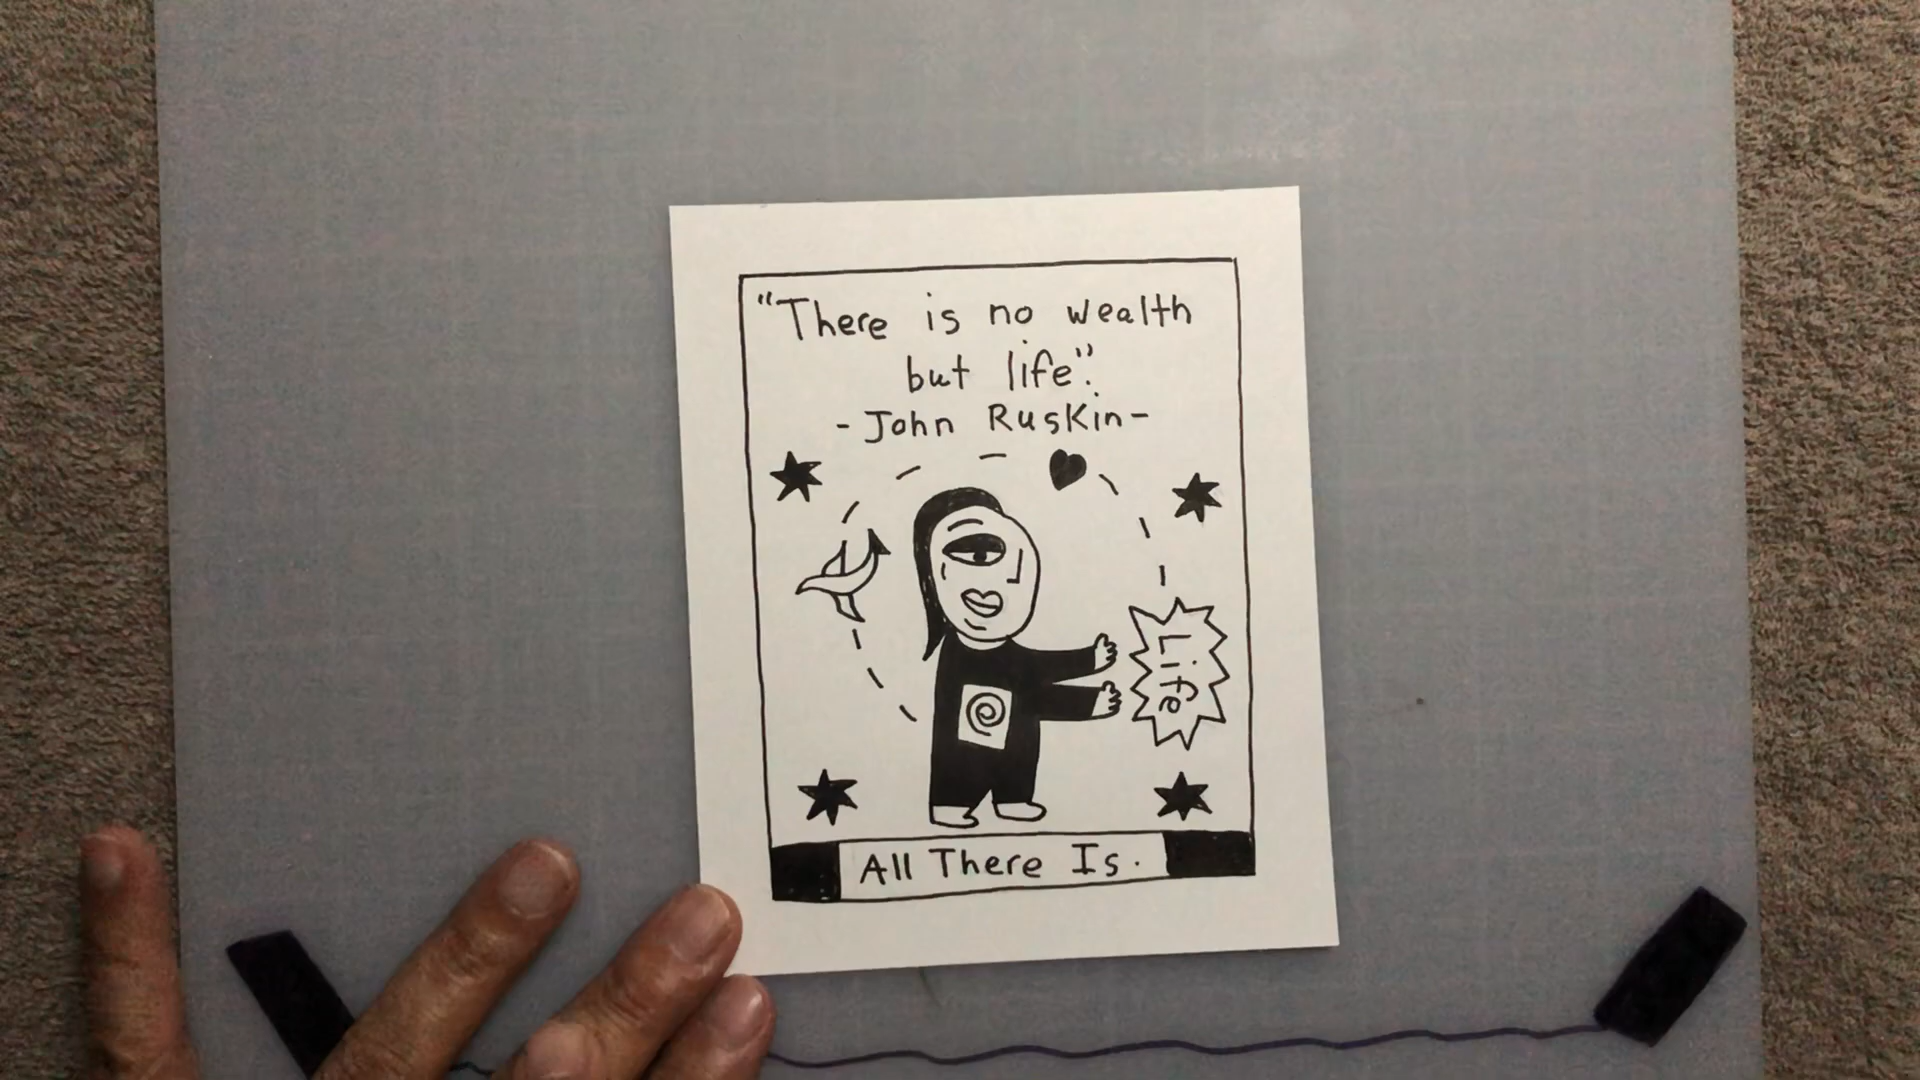 "There is no wealth
but life".
- John Ruskin -
Life
All There Is.